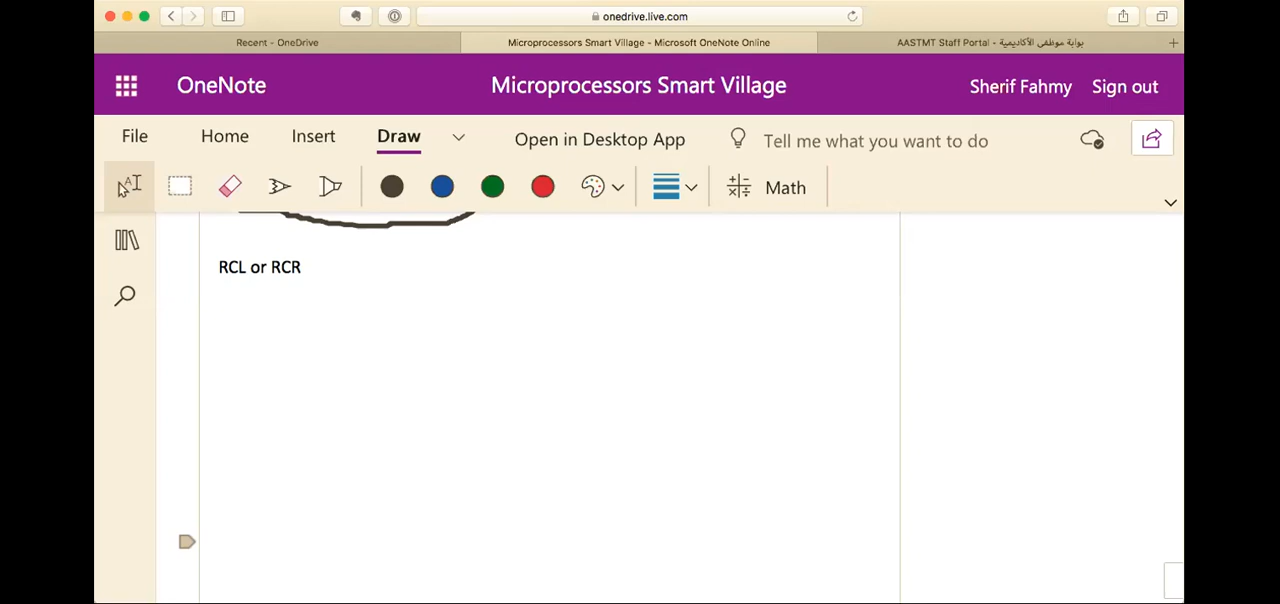 onedrive.live.com
Recent - OneDrive
Microprocessors Smart Village - Microsoft OneNote Online
AASTMT Staff Portal - بوابة موظفى الأكاديمية
OneNote
Microprocessors Smart Village
Sherif Fahmy
Sign out
File
Home
Insert
Draw
Open in Desktop App
Tell me what you want to do
Math
RCL or RCR